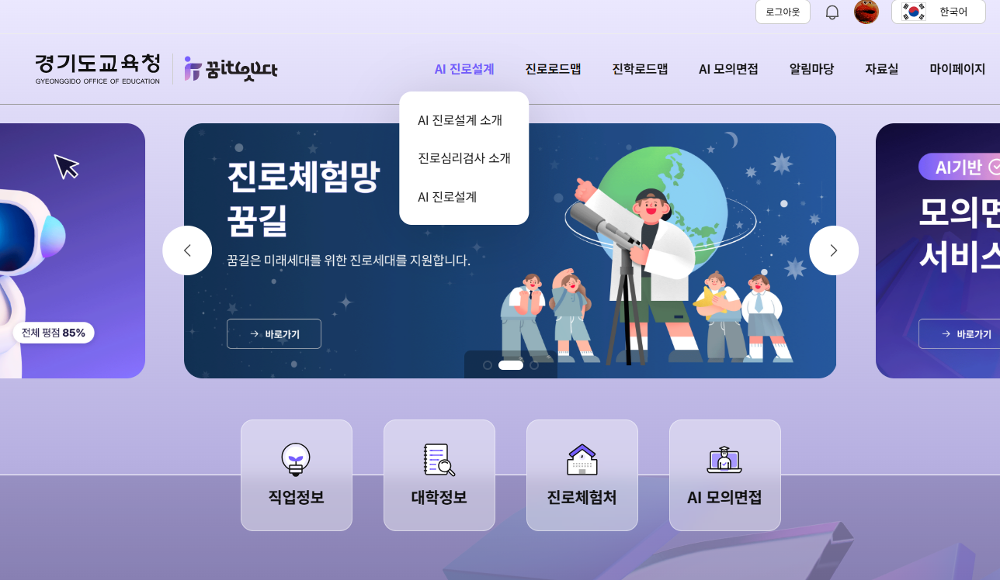 로그아웃
한국어
경기도교육청
GYEONGGIDO OFFICE OF EDUCATION
꿈it다
AI 진로설계
진로로드맵
진학로드맵
AI 모의면접
알림마당
자료실
마이페이지
AI 진로설계 소개
진로심리검사 소개
AI 진로설계
전체 평점 85%
진로체험망
꿈길
꿈길은 미래세대를 위한 진로세대를 지원합니다.
바로가기
AI기반
모의면
서비스
바로가기
직업정보
대학정보
진로체험처
AI 모의면접